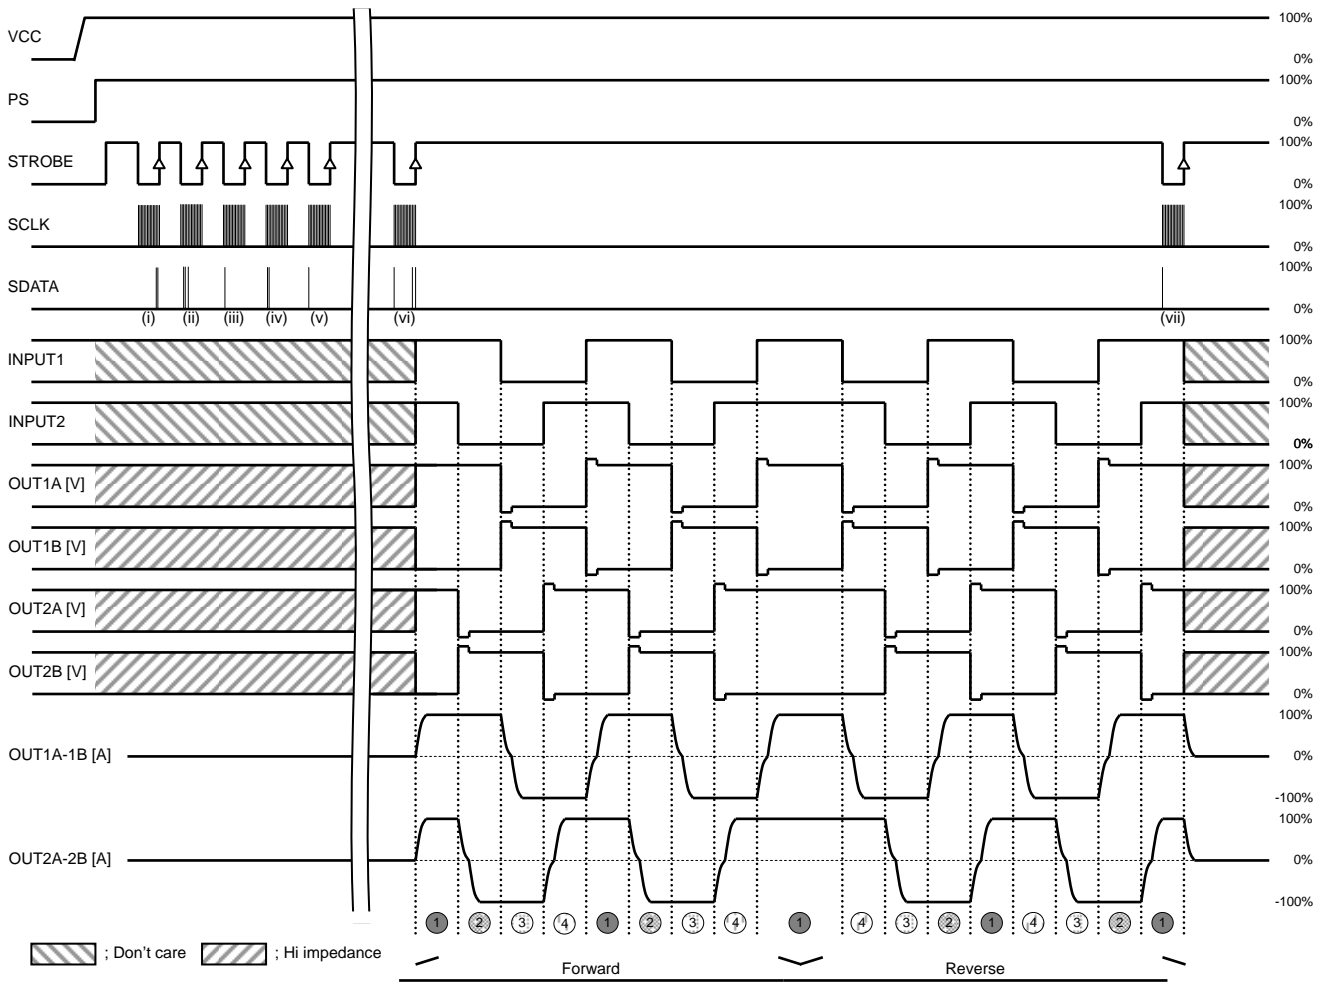 VCC
100%
0%
PS
100%
0%
STROBE
100%
0%
SCLK
100%
0%
SDATA
100%
0%
(i) (ii) (iii) (iv) (v) (vi) (vii)
INPUT1
100%
0%
INPUT2
100%
0%
OUT1A [V]
100%
0%
OUT1B [V]
100%
0%
OUT2A [V]
100%
0%
OUT2B [V]
100%
0%
OUT1A-1B [A]
100%
0%
-100%
OUT2A-2B [A]
100%
0%
-100%
1 2 3 4 1 2 3 4 1 4 3 2 1 4 3 2 1
; Don't care ; Hi impedance
Forward Reverse